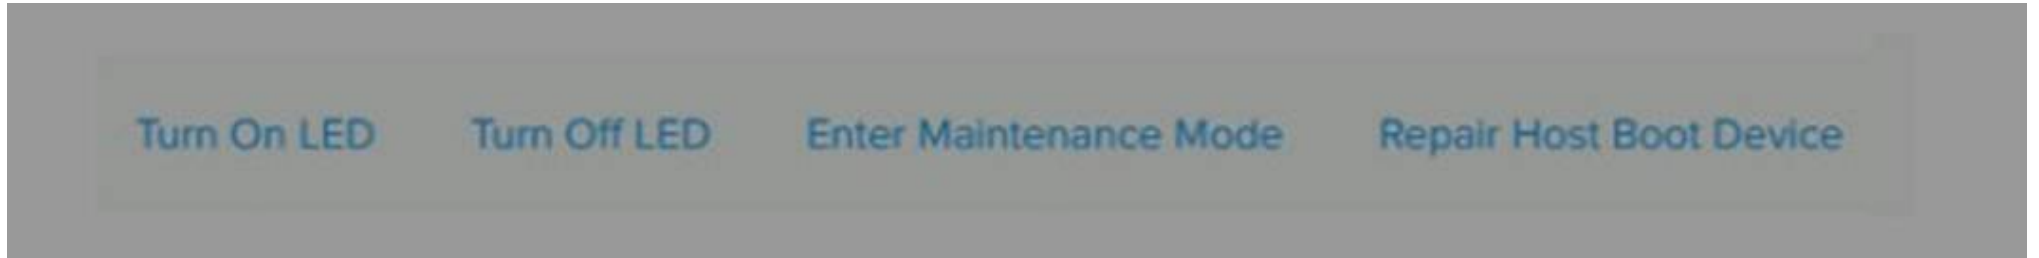 Turn On LED Turn Off LED Enter Maintenance Mode Repair Host Boot Device